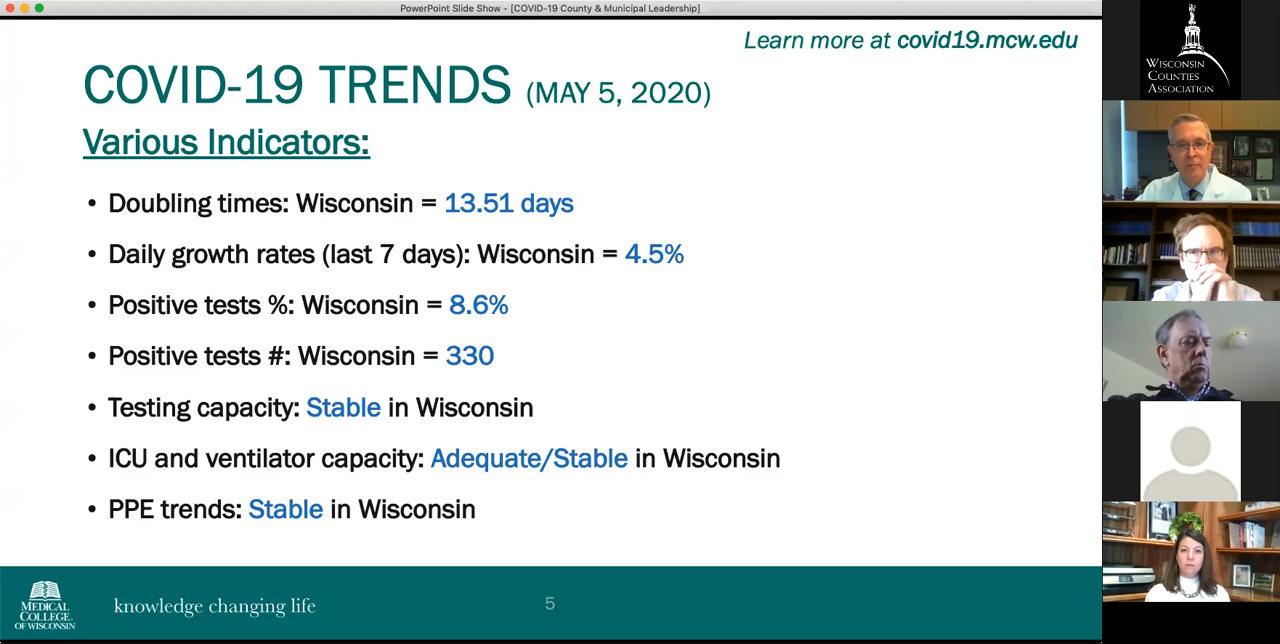 PowerPoint Slide Show - [COVID-19 County & Municipal Leadership]
Learn more at covid19.mcw.edu
COVID-19 TRENDS (MAY 5, 2020)
Various Indicators:
• Doubling times: Wisconsin = 13.51 days
• Daily growth rates (last 7 days): Wisconsin = 4.5%
• Positive tests %: Wisconsin = 8.6%
• Positive tests #: Wisconsin = 330
• Testing capacity: Stable in Wisconsin
• ICU and ventilator capacity: Adequate/Stable in Wisconsin
• PPE trends: Stable in Wisconsin
MEDICAL
COLLEGE
OF WISCONSIN
knowledge changing life
5
WISCONSIN
COUNTIES
ASSOCIATION